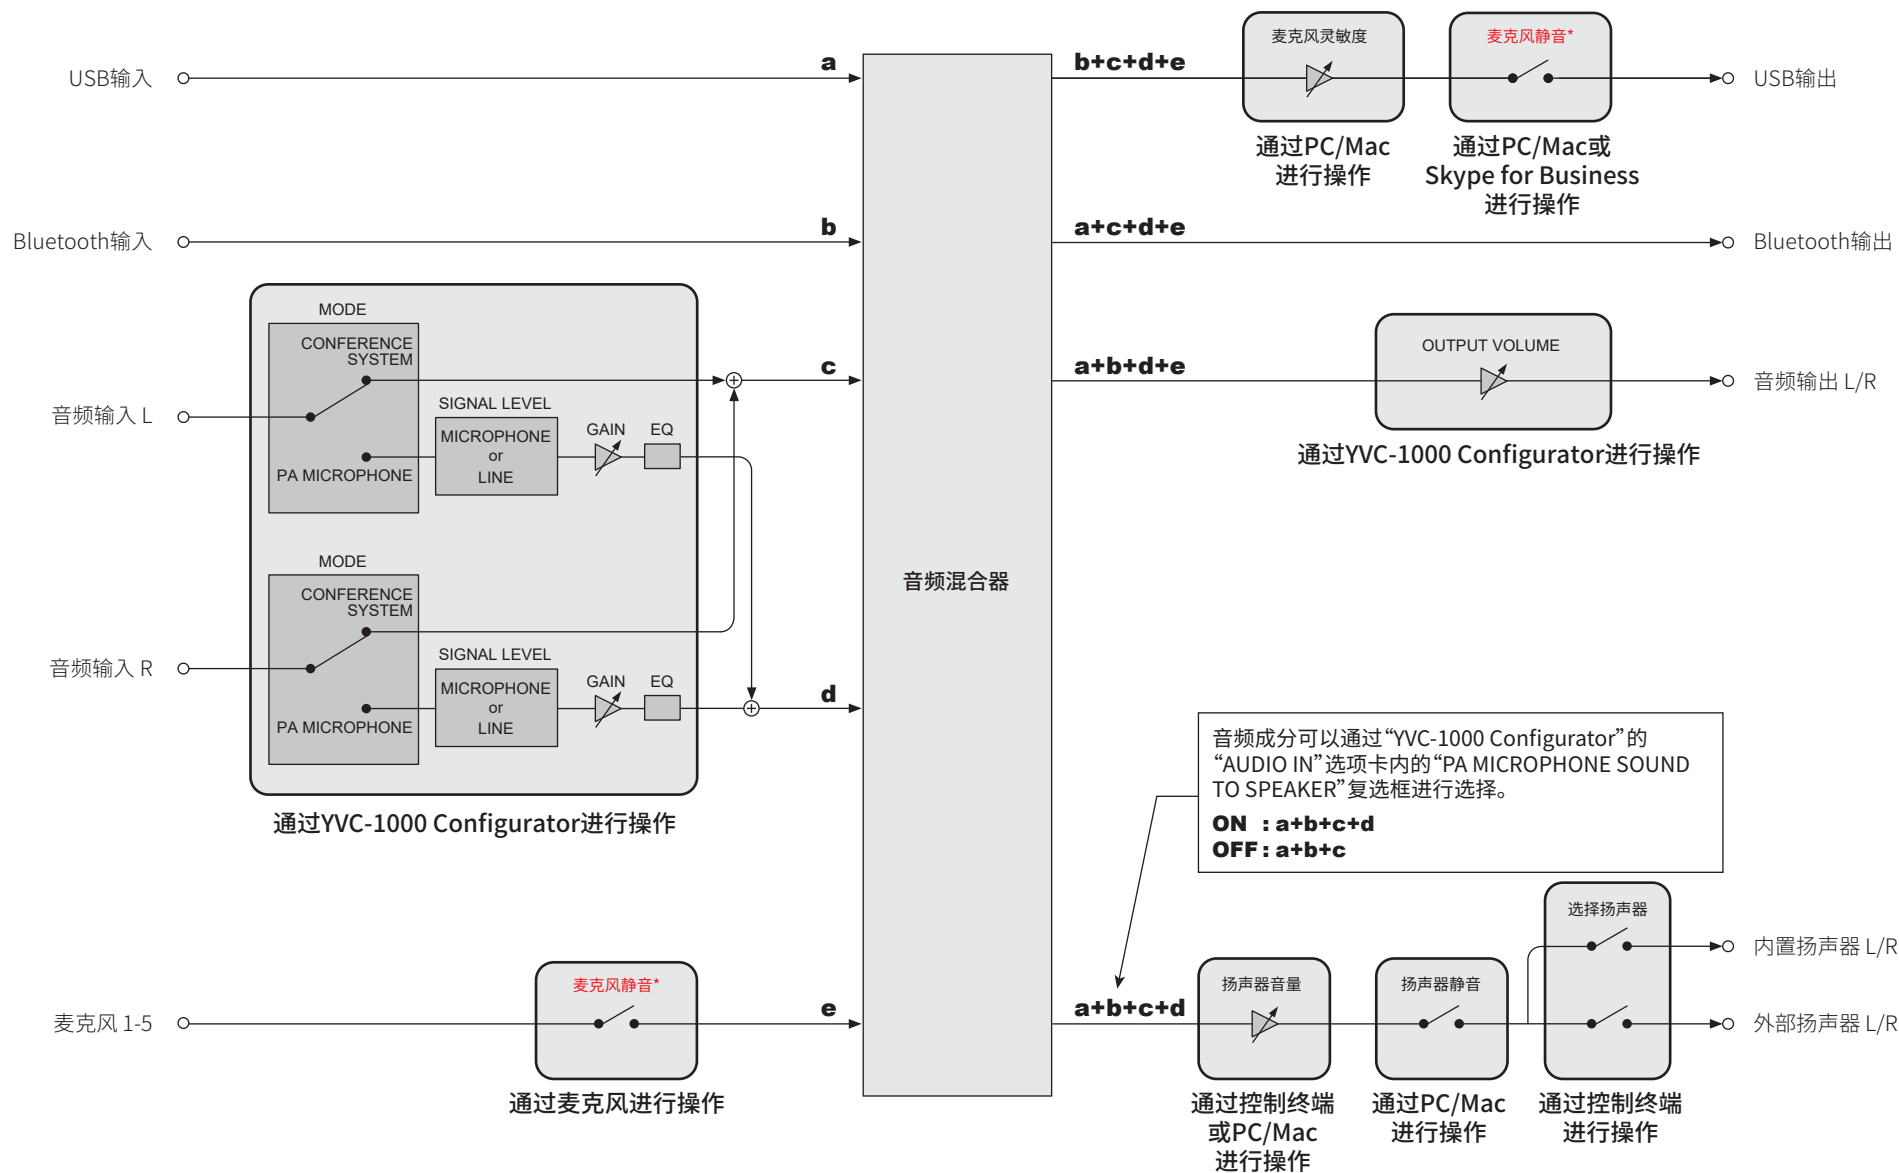 USB输入
a
b+c+d+e
麦克风灵敏度
通过PC/Mac
进行操作
麦克风静音*
通过PC/Mac或
Skype for Business
进行操作
USB输出
Bluetooth输入
b
a+c+d+e
Bluetooth输出
MODE
CONFERENCE
SYSTEM
PA MICROPHONE
音频输入 L
SIGNAL LEVEL
MICROPHONE
or
LINE
GAIN
EQ
c
a+b+d+e
OUTPUT VOLUME
音频输出 L/R
通过YVC-1000 Configurator进行操作
MODE
CONFERENCE
SYSTEM
PA MICROPHONE
音频输入 R
SIGNAL LEVEL
MICROPHONE
or
LINE
GAIN
EQ
d
通过YVC-1000 Configurator进行操作
音频混合器
音频成分可以通过“YVC-1000 Configurator”的
“AUDIO IN”选项卡内的“PA MICROPHONE SOUND
TO SPEAKER”复选框进行选择。
ON : a+b+c+d
OFF : a+b+c
麦克风 1-5
麦克风静音*
通过麦克风进行操作
e
a+b+c+d
扬声器音量
通过控制终端
或PC/Mac
进行操作
扬声器静音
通过PC/Mac
进行操作
选择扬声器
通过控制终端
进行操作
内置扬声器 L/R
外部扬声器 L/R